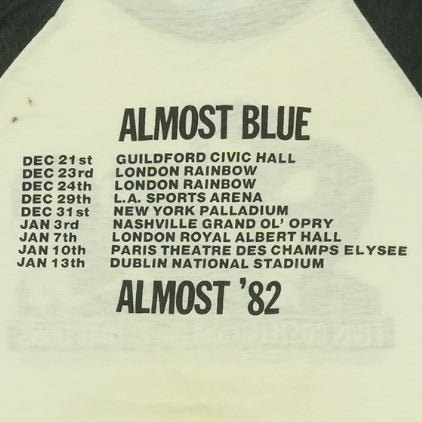 ALMOST BLUE
DEC 21st GUILDFORD CIVIC HALL
DEC 23rd LONDON RAINBOW
DEC 24th LONDON RAINBOW
DEC 29th L.A. SPORTS ARENA
DEC 31st NEW YORK PALLADIUM
JAN 3rd NASHVILLE GRAND OL' OPRY
JAN 7th LONDON ROYAL ALBERT HALL
JAN 10th PARIS THEATRE DES CHAMPS ELYSEE
JAN 13th DUBLIN NATIONAL STADIUM
ALMOST '82